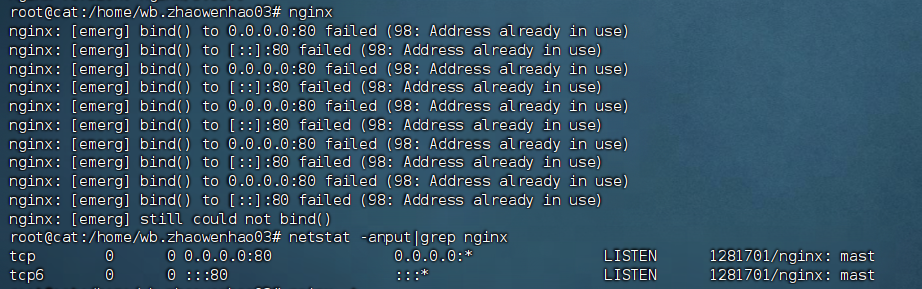 root@cat:/home/wb.zhaowenhao03# nginx
nginx: [emerg] bind() to 0.0.0.0:80 failed (98: Address already in use)
nginx: [emerg] bind() to [::]:80 failed (98: Address already in use)
nginx: [emerg] bind() to 0.0.0.0:80 failed (98: Address already in use)
nginx: [emerg] bind() to [::]:80 failed (98: Address already in use)
nginx: [emerg] bind() to 0.0.0.0:80 failed (98: Address already in use)
nginx: [emerg] bind() to [::]:80 failed (98: Address already in use)
nginx: [emerg] bind() to 0.0.0.0:80 failed (98: Address already in use)
nginx: [emerg] bind() to [::]:80 failed (98: Address already in use)
nginx: [emerg] bind() to 0.0.0.0:80 failed (98: Address already in use)
nginx: [emerg] bind() to [::]:80 failed (98: Address already in use)
nginx: [emerg] still could not bind()
root@cat:/home/wb.zhaowenhao03# netstat -anput|grep nginx
tcp 0 0 0.0.0.0:80 0.0.0.0:* LISTEN 1281701/nginx: mast
tcp6 0 0 :::80 :::* LISTEN 1281701/nginx: mast